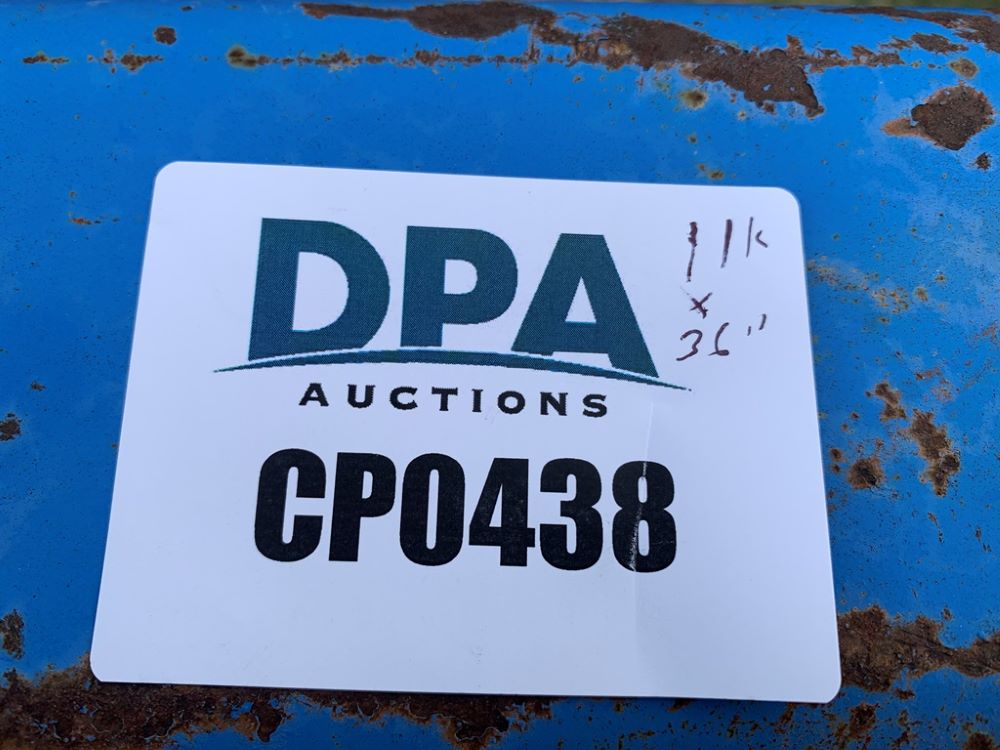 DPA
AUCTIONS
11k
x
36"
CP0438